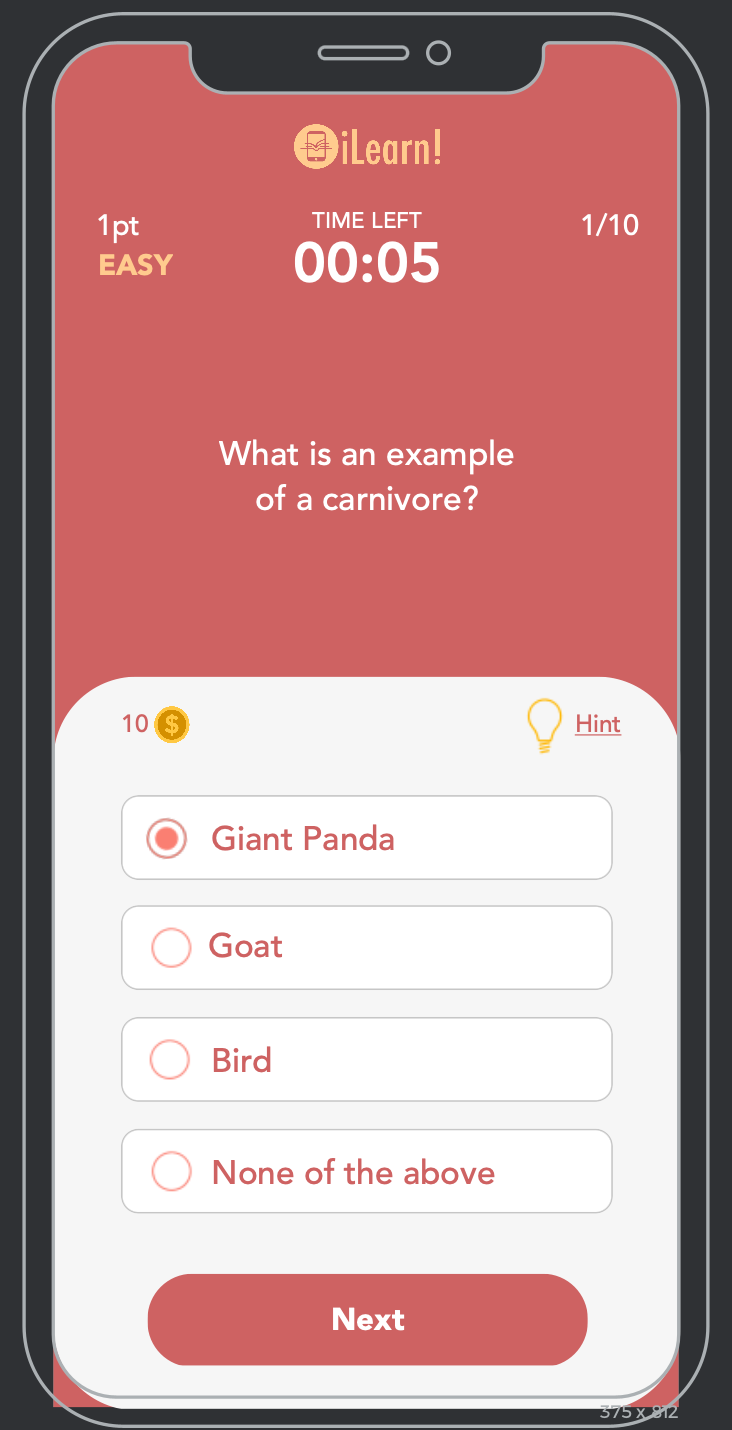 iLearn!
1pt
EASY
TIME LEFT
00:05
1/10
What is an example
of a carnivore?
10 $
Hint
Giant Panda
Goat
Bird
None of the above
Next
375 x 812